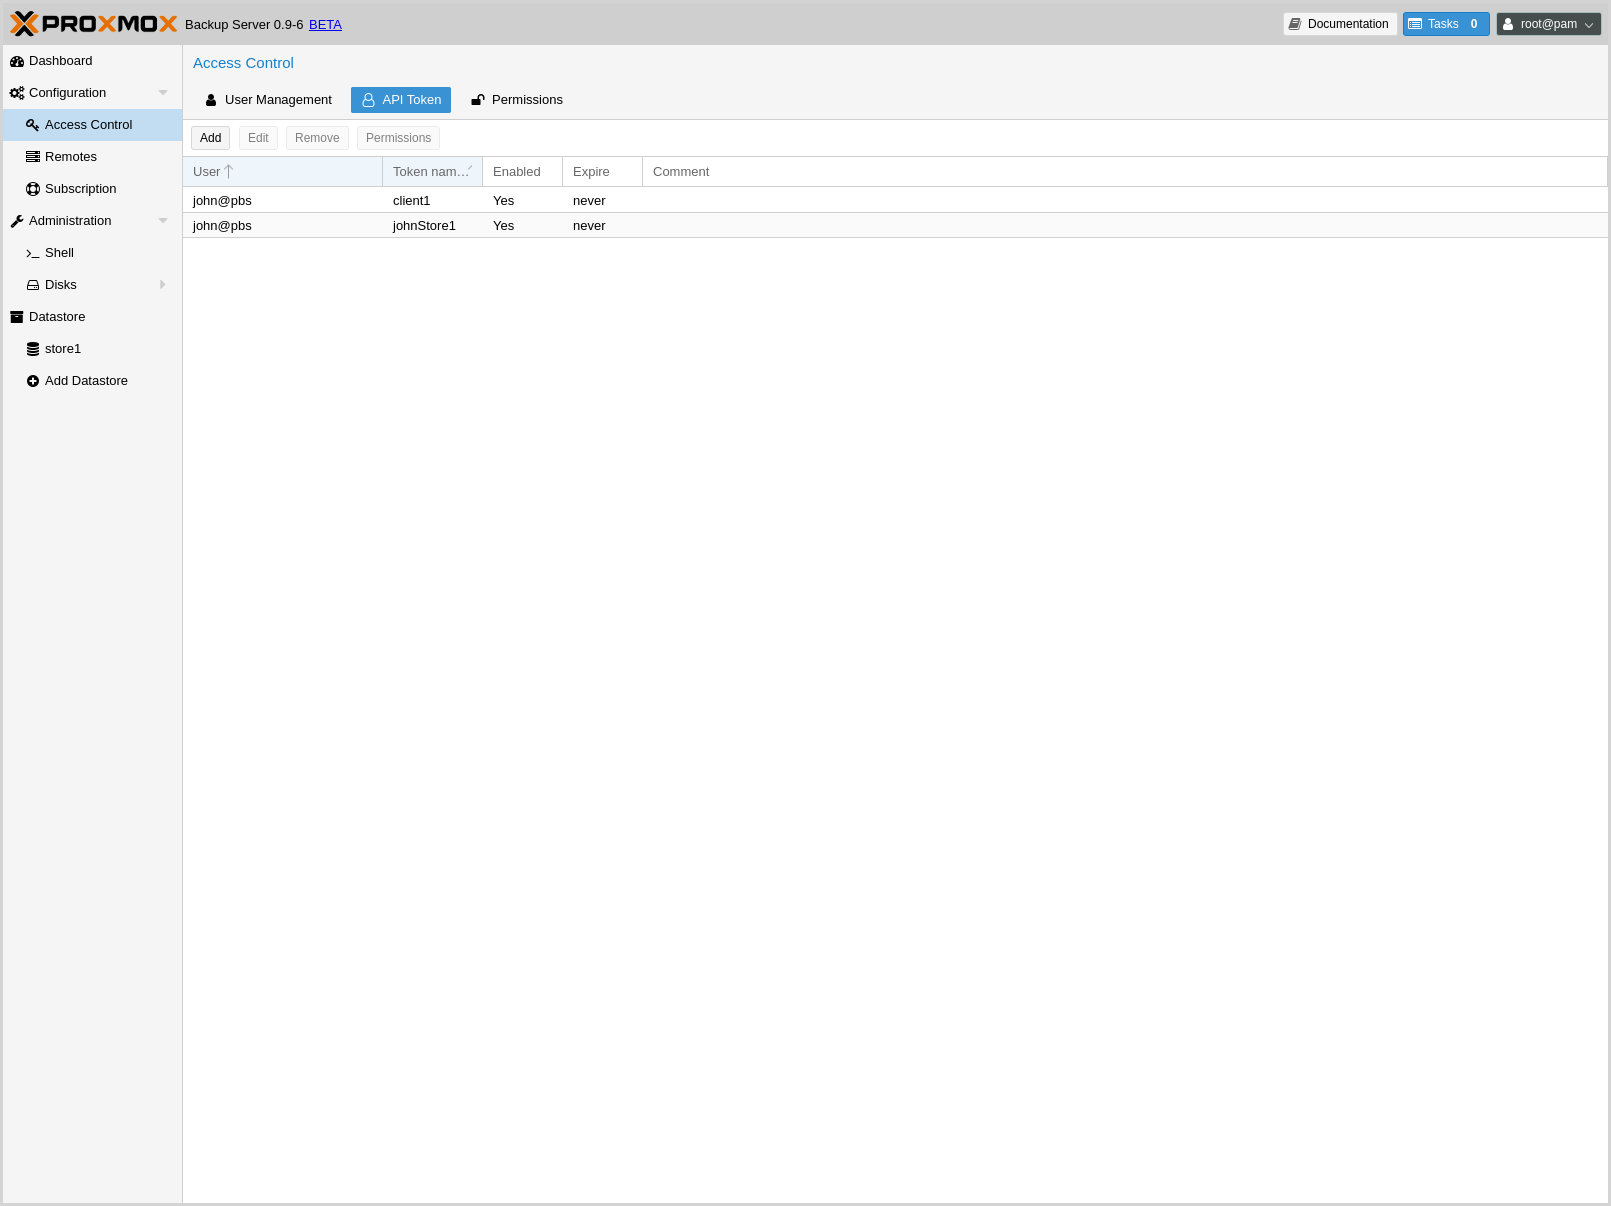 PROXMOX Backup Server 0.9-6 BETA
Documentation
Tasks 0
root@pam
Dashboard
Configuration
Access Control
Remotes
Subscription
Administration
Shell
Disks
Datastore
store1
Add Datastore
Access Control
User Management
API Token
Permissions
Add
Edit
Remove
Permissions
User Token nam... Enabled Expire Comment
john@pbs client1 Yes never
john@pbs johnStore1 Yes never